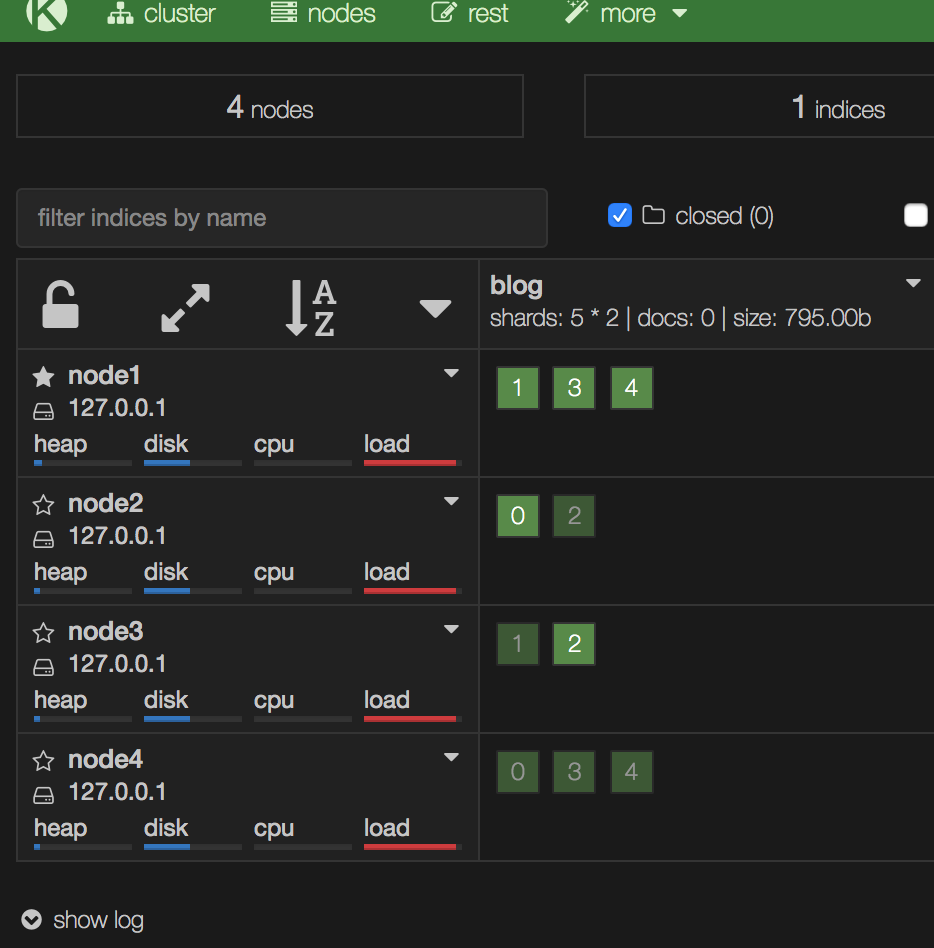 cluster nodes rest more
4 nodes 1 indices
filter indices by name closed (0)
A
Z
blog
shards: 5 * 2 | docs: 0 | size: 795.00b
node1
127.0.0.1
heap disk cpu load
1 3 4
node2
127.0.0.1
heap disk cpu load
0 2
node3
127.0.0.1
heap disk cpu load
1 2
node4
127.0.0.1
heap disk cpu load
0 3 4
show log